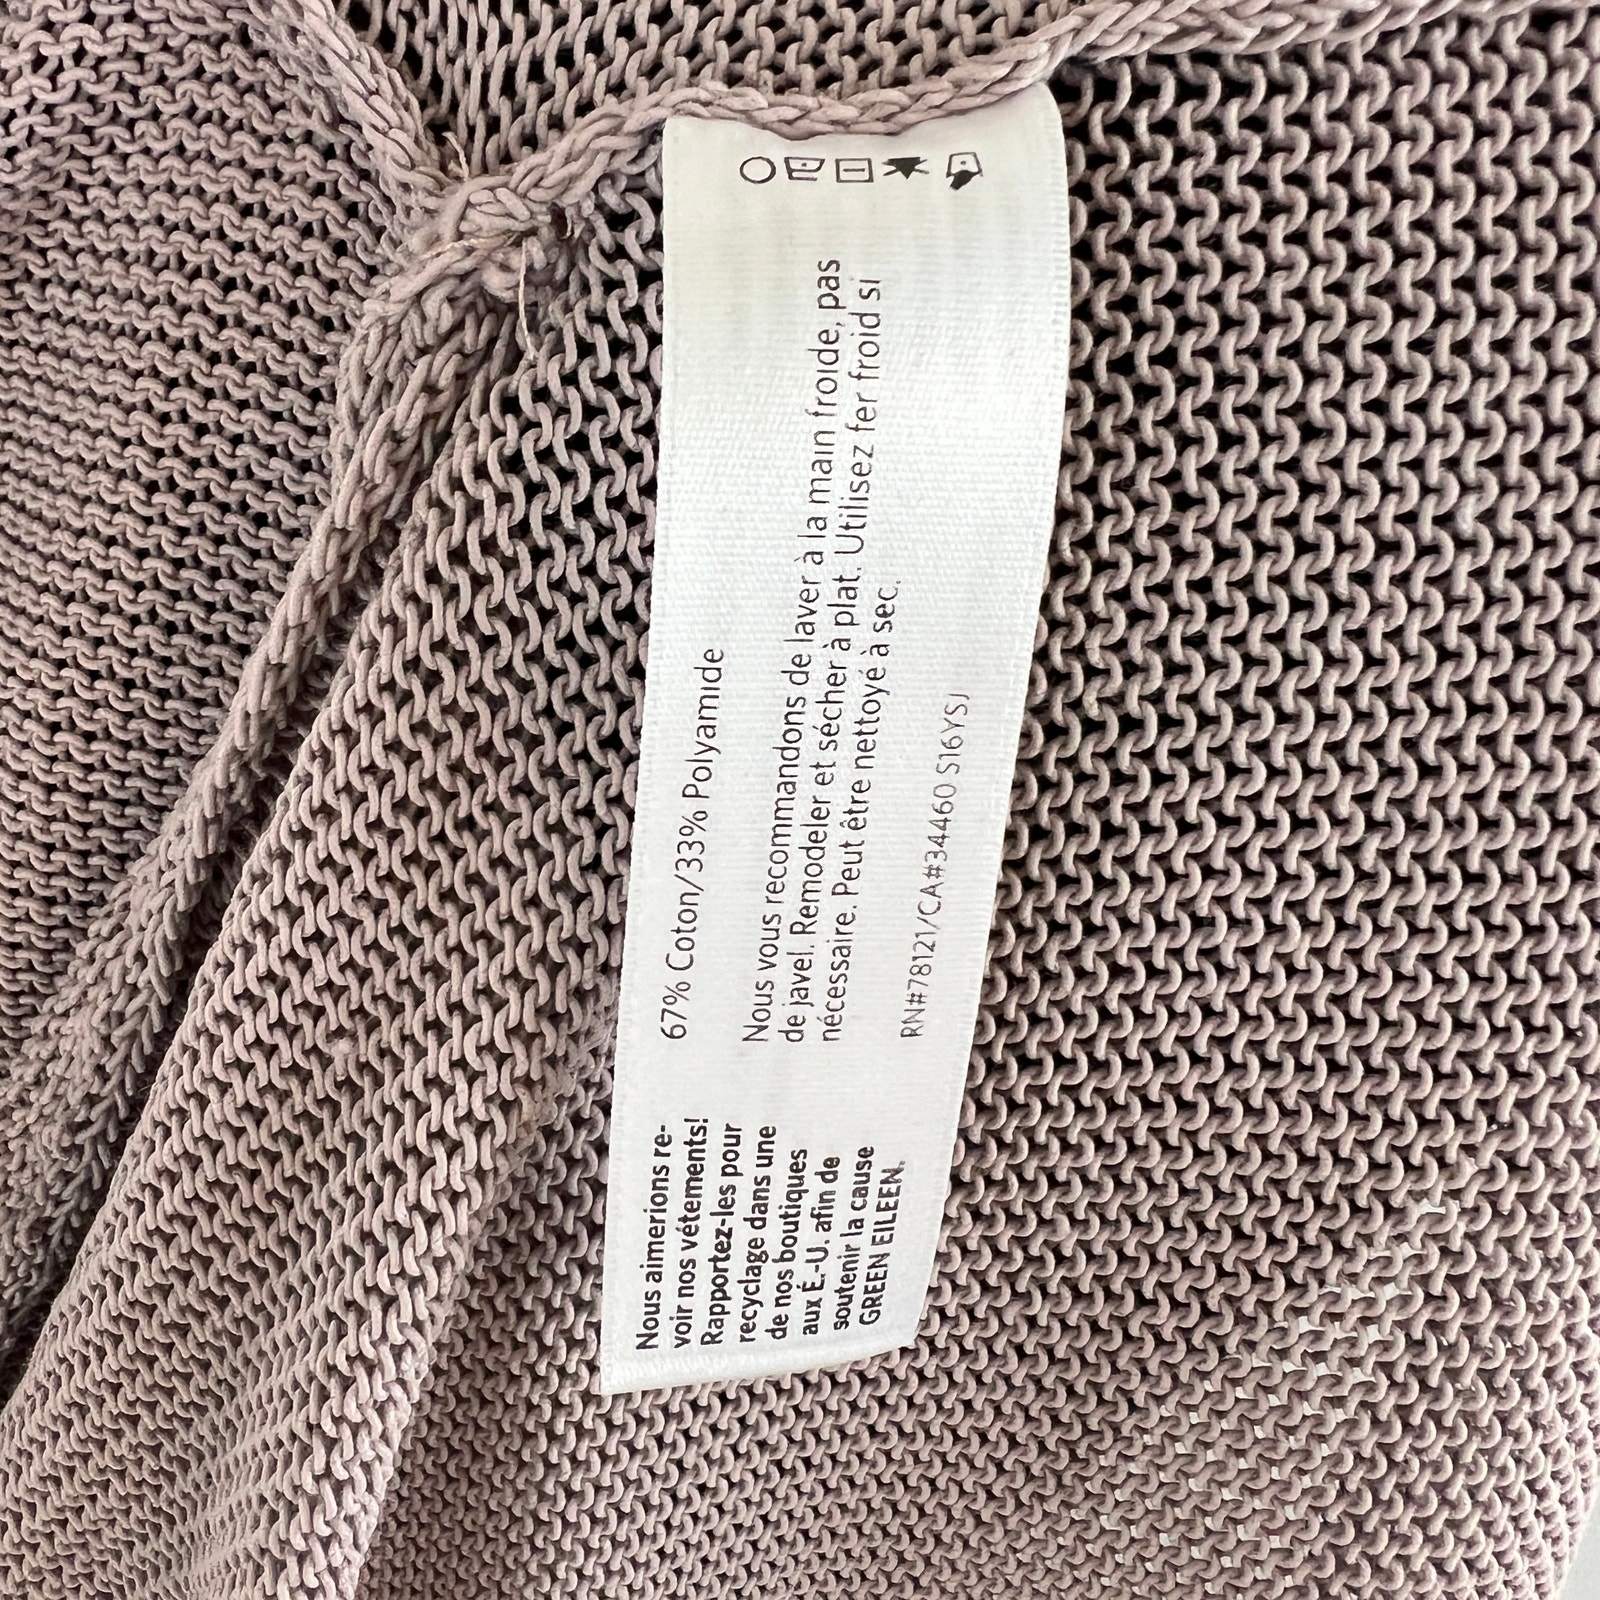 67% Coton/33% Polyamide
Nous vous recommandons de laver à la main froide, pas
de javel. Remodeler et sécher à plat. Utilisez fer froid si
nécessaire. Peut être nettoyé à sec.
RN#78121/CA#34460 S16YSJ
Nous aimerions re-
voir nos vétements!
Rapportez-les pour
recyclage dans une
de nos boutiques
aux É.-U. afin de
soutenir la cause
GREEN EILEEN.